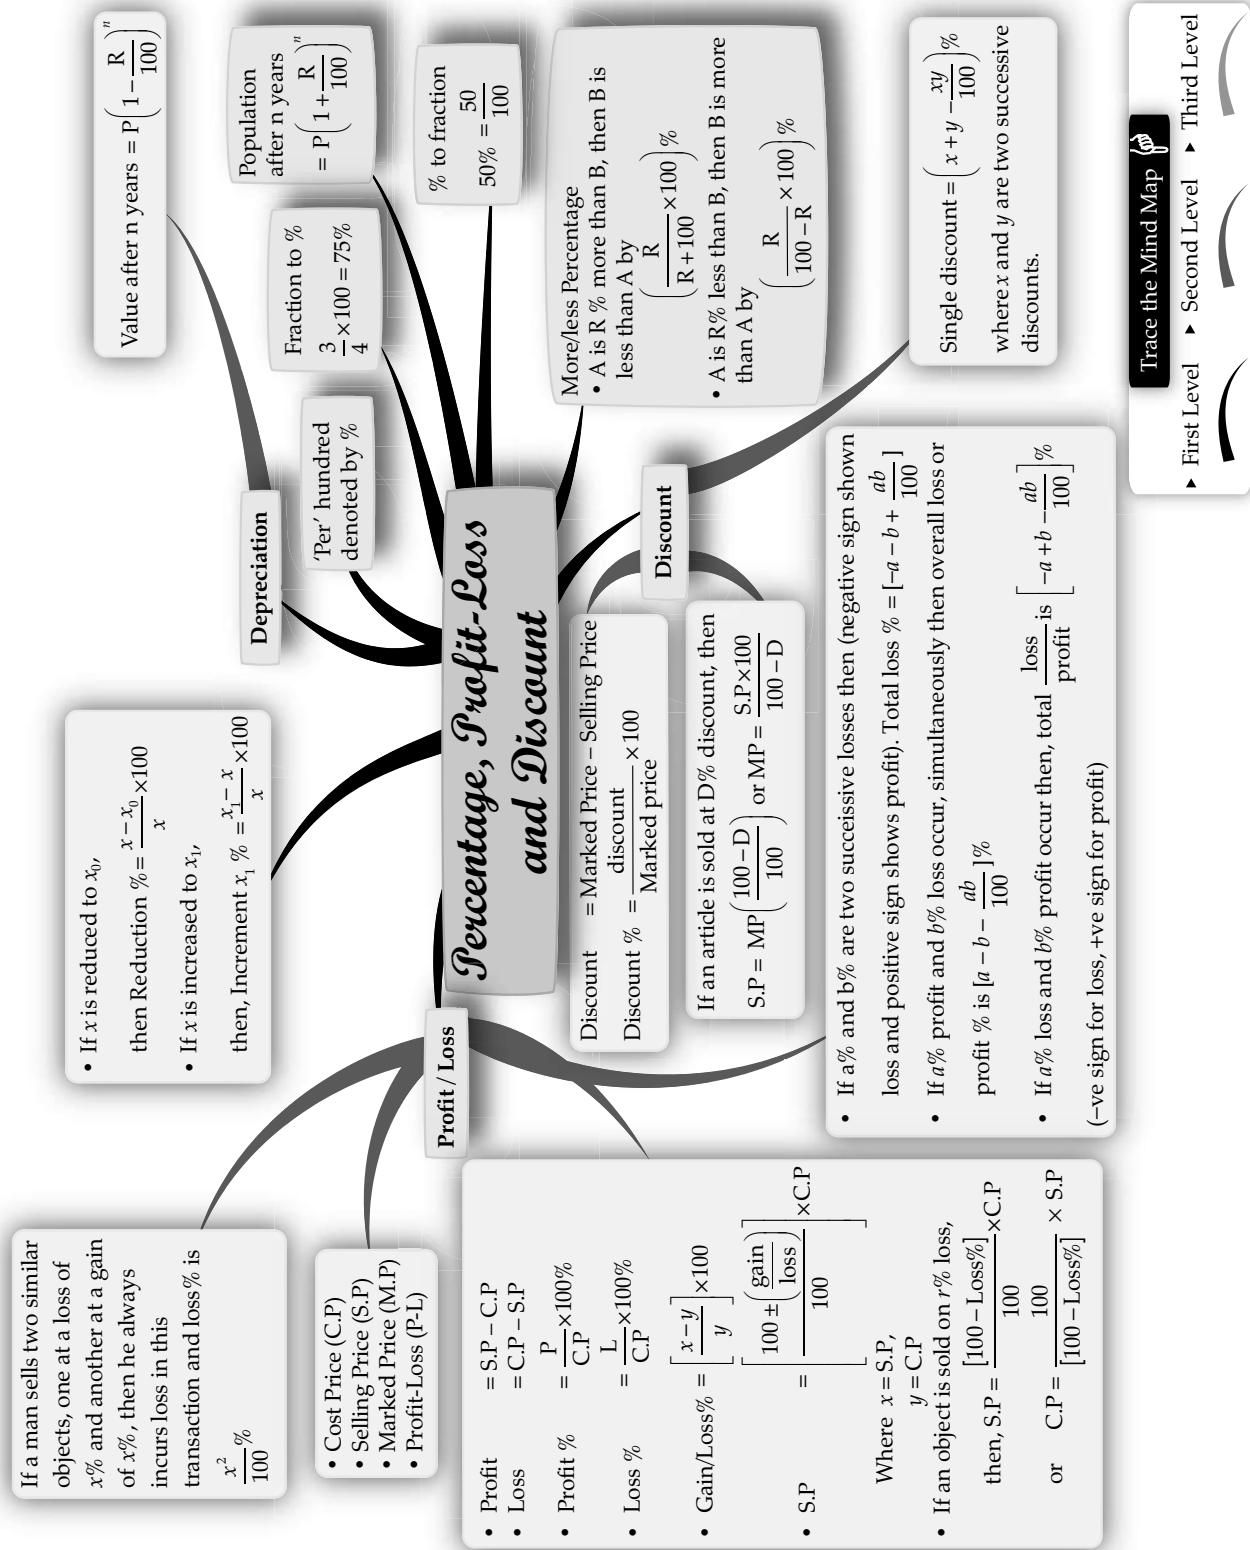 Percentage, Profit-Loss
and Discount
Profit / Loss
If a man sells two similar
objects, one at a loss of
x% and another at a gain
of x%, then he always
incurs loss in this
transaction and loss% is
x²/100 %
• Cost Price (C.P)
• Selling Price (S.P)
• Marked Price (M.P)
• Profit-Loss (P-L)
• Profit = S.P – C.P
• Loss = C.P – S.P
• Profit % = P/C.P ×100%
• Loss % = L/C.P ×100%
• Gain/Loss% = [(x – y)/y] ×100
• S.P = [(100 ± (gain/loss))/100] ×C.P
Where x = S.P,
y = C.P
• If an object is sold on r% loss,
then, S.P = [100 – Loss%]/100 ×C.P
or C.P = 100/[100 – Loss%] × S.P
• If a% and b% are two succeissive losses then (negative sign shown
loss and positive sign shows profit). Total loss % = [–a – b + ab/100]
• If a% profit and b% loss occur, simultaneously then overall loss or
profit % is [a – b – ab/100]%
• If a% loss and b% profit occur then, total loss/profit is [–a +b – ab/100]%
(–ve sign for loss, +ve sign for profit)
• If x is reduced to x₀,
then Reduction %= (x – x₀)/x ×100
• If x is increased to x₁,
then, Increment x₁ % = (x₁– x)/x ×100
Depreciation
Value after n years = P(1 – R/100)ⁿ
'Per' hundred
denoted by %
Fraction to %
3/4 ×100 = 75%
Population
after n years
= P(1+ R/100)ⁿ
% to fraction
50% = 50/100
More/less Percentage
• A is R % more than B, then B is
less than A by
(R/(R+100) ×100)%
• A is R% less than B, then B is more
than A by (R/(100 – R) ×100)%
Discount
Discount = Marked Price – Selling Price
Discount % = discount/Marked price ×100
If an article is sold at D% discount, then
S.P = MP((100 – D)/100) or MP = (S.P×100)/(100 – D)
Single discount = (x + y – xy/100)%
where x and y are two successive
discounts.
Trace the Mind Map
▸ First Level ▸ Second Level ▸ Third Level